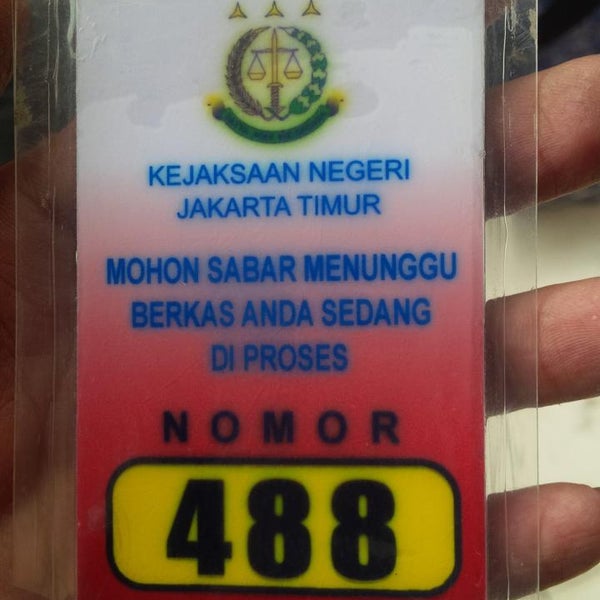 KEJAKSAAN NEGERI
JAKARTA TIMUR
MOHON SABAR MENUNGGU
BERKAS ANDA SEDANG
DI PROSES
NOMOR
488